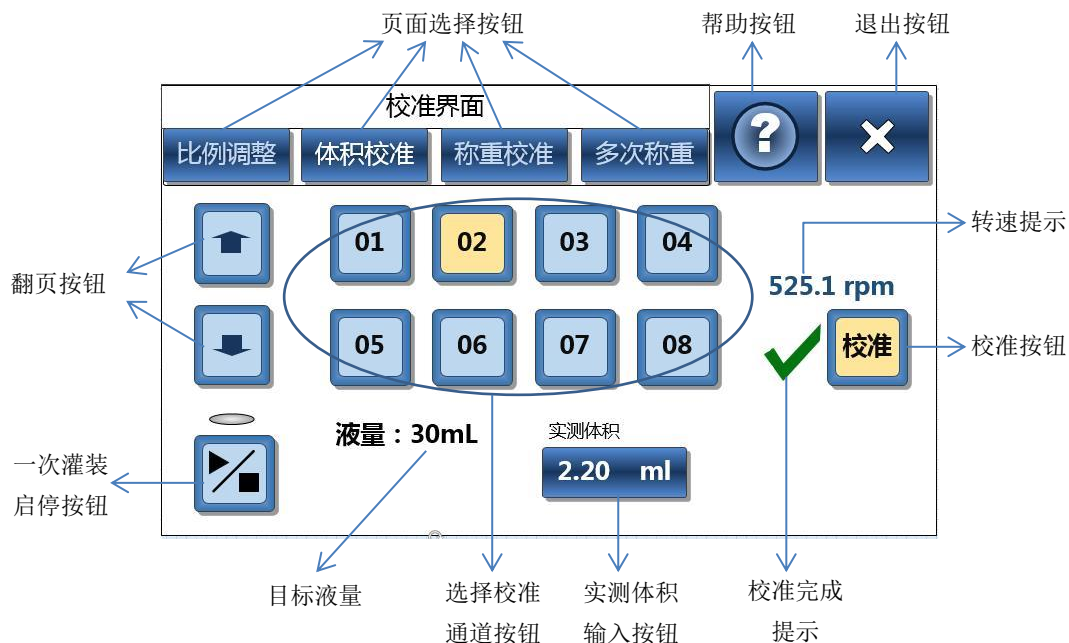 页面选择按钮
帮助按钮
退出按钮
校准界面
比例调整
体积校准
称重校准
多次称重
?
01
02
03
04
转速提示
翻页按钮
525.1 rpm
05
06
07
08
校准
校准按钮
液量：30mL
实测体积
2.20 ml
一次灌装
启停按钮
目标液量
选择校准
通道按钮
实测体积
输入按钮
校准完成
提示